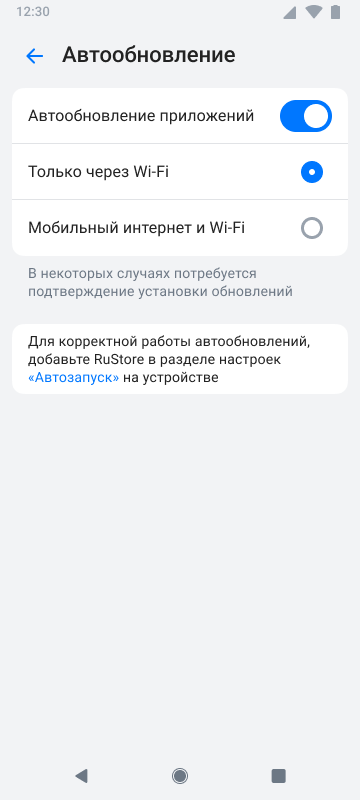 12:30
Автообновление
Автообновление приложений
Только через Wi-Fi
Мобильный интернет и Wi-Fi
В некоторых случаях потребуется
подтверждение установки обновлений
Для корректной работы автообновлений,
добавьте RuStore в разделе настроек
«Автозапуск» на устройстве